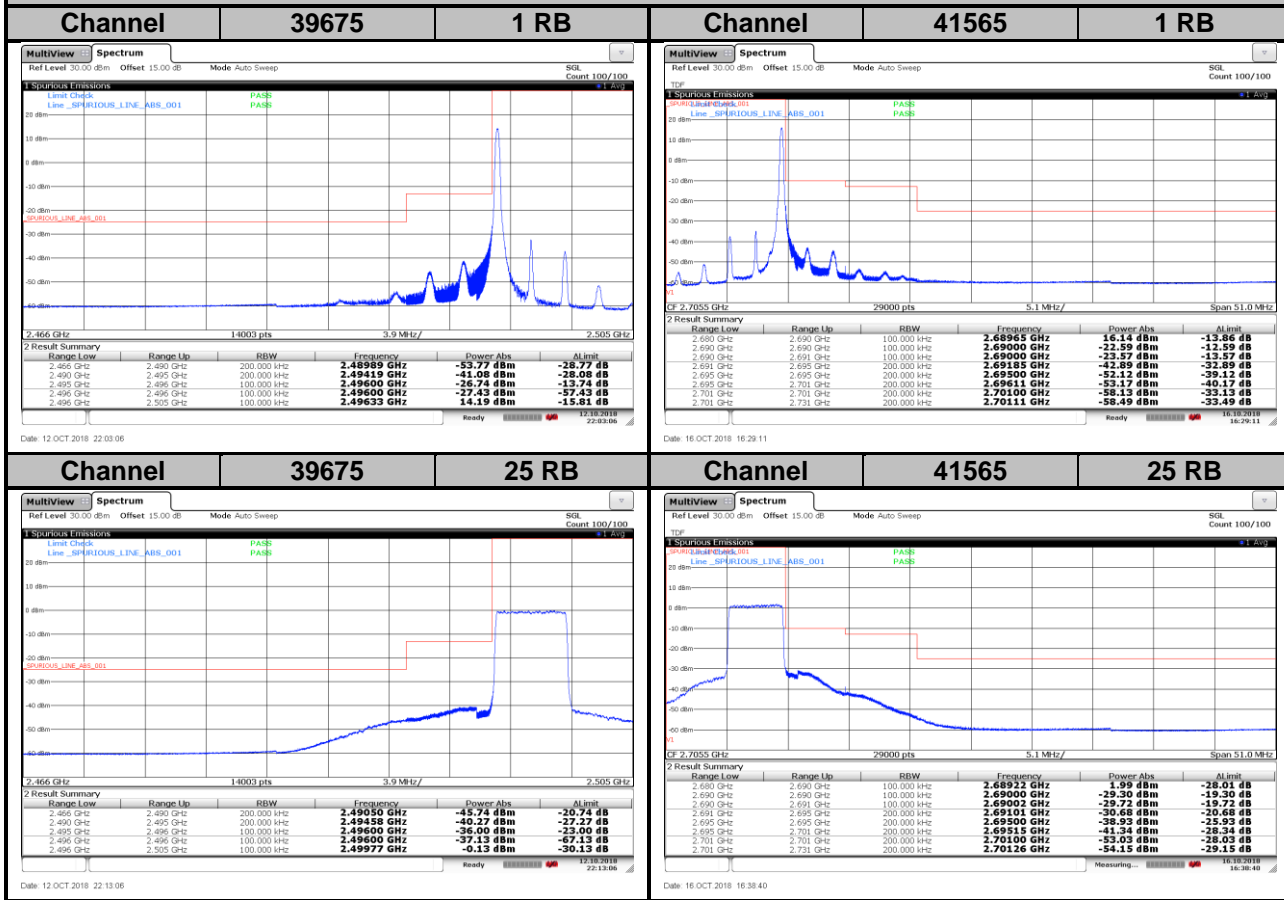 Channel 39675 1 RB
MultiView Spectrum
Ref Level 30.00 dBm Offset 15.00 dB Mode Auto Sweep SGL
Count 100/100
1 Spurious Emissions 1 Avg
Limit Check PASS
Line _SPURIOUS_LINE_ABS_001 PASS
20 dBm
10 dBm
0 dBm
-10 dBm
-20 dBm
_SPURIOUS_LINE_ABS_001
-30 dBm
-40 dBm
-50 dBm
-60 dBm
2.466 GHz 14003 pts 3.9 MHz/ 2.505 GHz
2 Result Summary
Range Low Range Up RBW Frequency Power Abs ΔLimit
2.466 GHz 2.490 GHz 200.000 kHz 2.48989 GHz -53.77 dBm -28.77 dB
2.490 GHz 2.495 GHz 200.000 kHz 2.49419 GHz -41.08 dBm -28.08 dB
2.495 GHz 2.496 GHz 100.000 kHz 2.49600 GHz -26.74 dBm -13.74 dB
2.496 GHz 2.496 GHz 100.000 kHz 2.49600 GHz -27.43 dBm -57.43 dB
2.496 GHz 2.505 GHz 100.000 kHz 2.49633 GHz 14.19 dBm -15.81 dB
Ready 12.10.2018
22:03:06
Date: 12.OCT.2018 22:03:06
Channel 41565 1 RB
MultiView Spectrum
Ref Level 30.00 dBm Offset 15.00 dB Mode Auto Sweep SGL
Count 100/100
TDF
1 Spurious Emissions 1 Avg
Limit Check PASS
Line _SPURIOUS_LINE_ABS_001 PASS
20 dBm
10 dBm
0 dBm
-10 dBm
-20 dBm
-30 dBm
-40 dBm
-50 dBm
-60 dBm
V1
CF 2.7055 GHz 29000 pts 5.1 MHz/ Span 51.0 MHz
2 Result Summary
Range Low Range Up RBW Frequency Power Abs ΔLimit
2.680 GHz 2.690 GHz 100.000 kHz 2.68965 GHz 16.14 dBm -13.86 dB
2.690 GHz 2.690 GHz 100.000 kHz 2.69000 GHz -22.59 dBm -12.59 dB
2.690 GHz 2.691 GHz 100.000 kHz 2.69000 GHz -23.57 dBm -13.57 dB
2.691 GHz 2.695 GHz 200.000 kHz 2.69185 GHz -42.89 dBm -32.89 dB
2.695 GHz 2.695 GHz 200.000 kHz 2.69500 GHz -52.12 dBm -39.12 dB
2.695 GHz 2.701 GHz 200.000 kHz 2.69611 GHz -53.17 dBm -40.17 dB
2.701 GHz 2.701 GHz 200.000 kHz 2.70100 GHz -58.13 dBm -33.13 dB
2.701 GHz 2.731 GHz 200.000 kHz 2.70111 GHz -58.49 dBm -33.49 dB
Ready 16.10.2018
16:29:11
Date: 16.OCT.2018 16:29:11
Channel 39675 25 RB
MultiView Spectrum
Ref Level 30.00 dBm Offset 15.00 dB Mode Auto Sweep SGL
Count 100/100
1 Spurious Emissions 1 Avg
Limit Check PASS
Line _SPURIOUS_LINE_ABS_001 PASS
20 dBm
10 dBm
0 dBm
-10 dBm
-20 dBm
_SPURIOUS_LINE_ABS_001
-30 dBm
-40 dBm
-50 dBm
-60 dBm
2.466 GHz 14003 pts 3.9 MHz/ 2.505 GHz
2 Result Summary
Range Low Range Up RBW Frequency Power Abs ΔLimit
2.466 GHz 2.490 GHz 200.000 kHz 2.49050 GHz -45.74 dBm -20.74 dB
2.490 GHz 2.495 GHz 200.000 kHz 2.49458 GHz -40.27 dBm -27.27 dB
2.495 GHz 2.496 GHz 100.000 kHz 2.49600 GHz -36.00 dBm -23.00 dB
2.496 GHz 2.496 GHz 100.000 kHz 2.49600 GHz -37.13 dBm -67.13 dB
2.496 GHz 2.505 GHz 100.000 kHz 2.49977 GHz -0.13 dBm -30.13 dB
Ready 12.10.2018
22:13:06
Date: 12.OCT.2018 22:13:06
Channel 41565 25 RB
MultiView Spectrum
Ref Level 30.00 dBm Offset 15.00 dB Mode Auto Sweep SGL
Count 100/100
TDF
1 Spurious Emissions 1 Avg
Limit Check PASS
Line _SPURIOUS_LINE_ABS_001 PASS
20 dBm
10 dBm
0 dBm
-10 dBm
-20 dBm
-30 dBm
-40 dBm
-50 dBm
-60 dBm
V1
CF 2.7055 GHz 29000 pts 5.1 MHz/ Span 51.0 MHz
2 Result Summary
Range Low Range Up RBW Frequency Power Abs ΔLimit
2.680 GHz 2.690 GHz 100.000 kHz 2.68922 GHz 1.99 dBm -28.01 dB
2.690 GHz 2.690 GHz 100.000 kHz 2.69000 GHz -29.30 dBm -19.30 dB
2.690 GHz 2.691 GHz 100.000 kHz 2.69002 GHz -29.72 dBm -19.72 dB
2.691 GHz 2.695 GHz 200.000 kHz 2.69101 GHz -30.68 dBm -20.68 dB
2.695 GHz 2.695 GHz 200.000 kHz 2.69500 GHz -38.93 dBm -25.93 dB
2.695 GHz 2.701 GHz 200.000 kHz 2.69515 GHz -41.34 dBm -28.34 dB
2.701 GHz 2.701 GHz 200.000 kHz 2.70100 GHz -53.03 dBm -28.03 dB
2.701 GHz 2.731 GHz 200.000 kHz 2.70126 GHz -54.15 dBm -29.15 dB
Measuring... 16.10.2018
16:38:40
Date: 16.OCT.2018 16:38:40